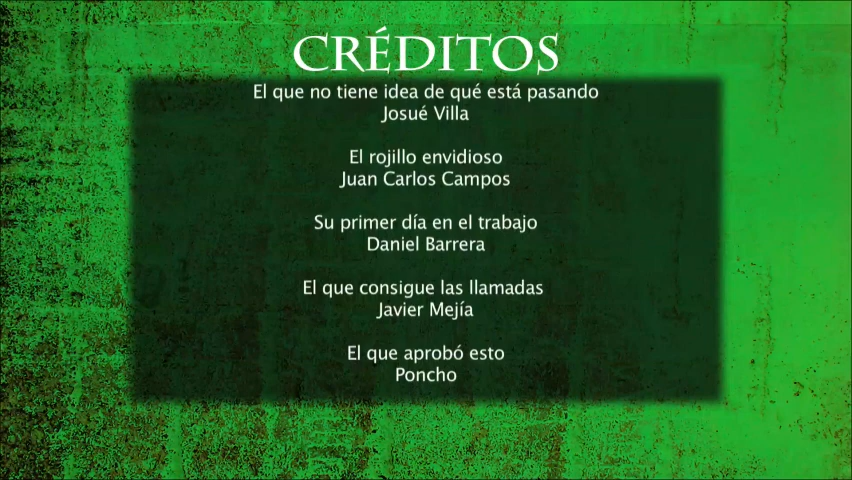 CRÉDITOS
El que no tiene idea de qué está pasando
Josué Villa
El rojillo envidioso
Juan Carlos Campos
Su primer día en el trabajo
Daniel Barrera
El que consigue las llamadas
Javier Mejía
El que aprobó esto
Poncho